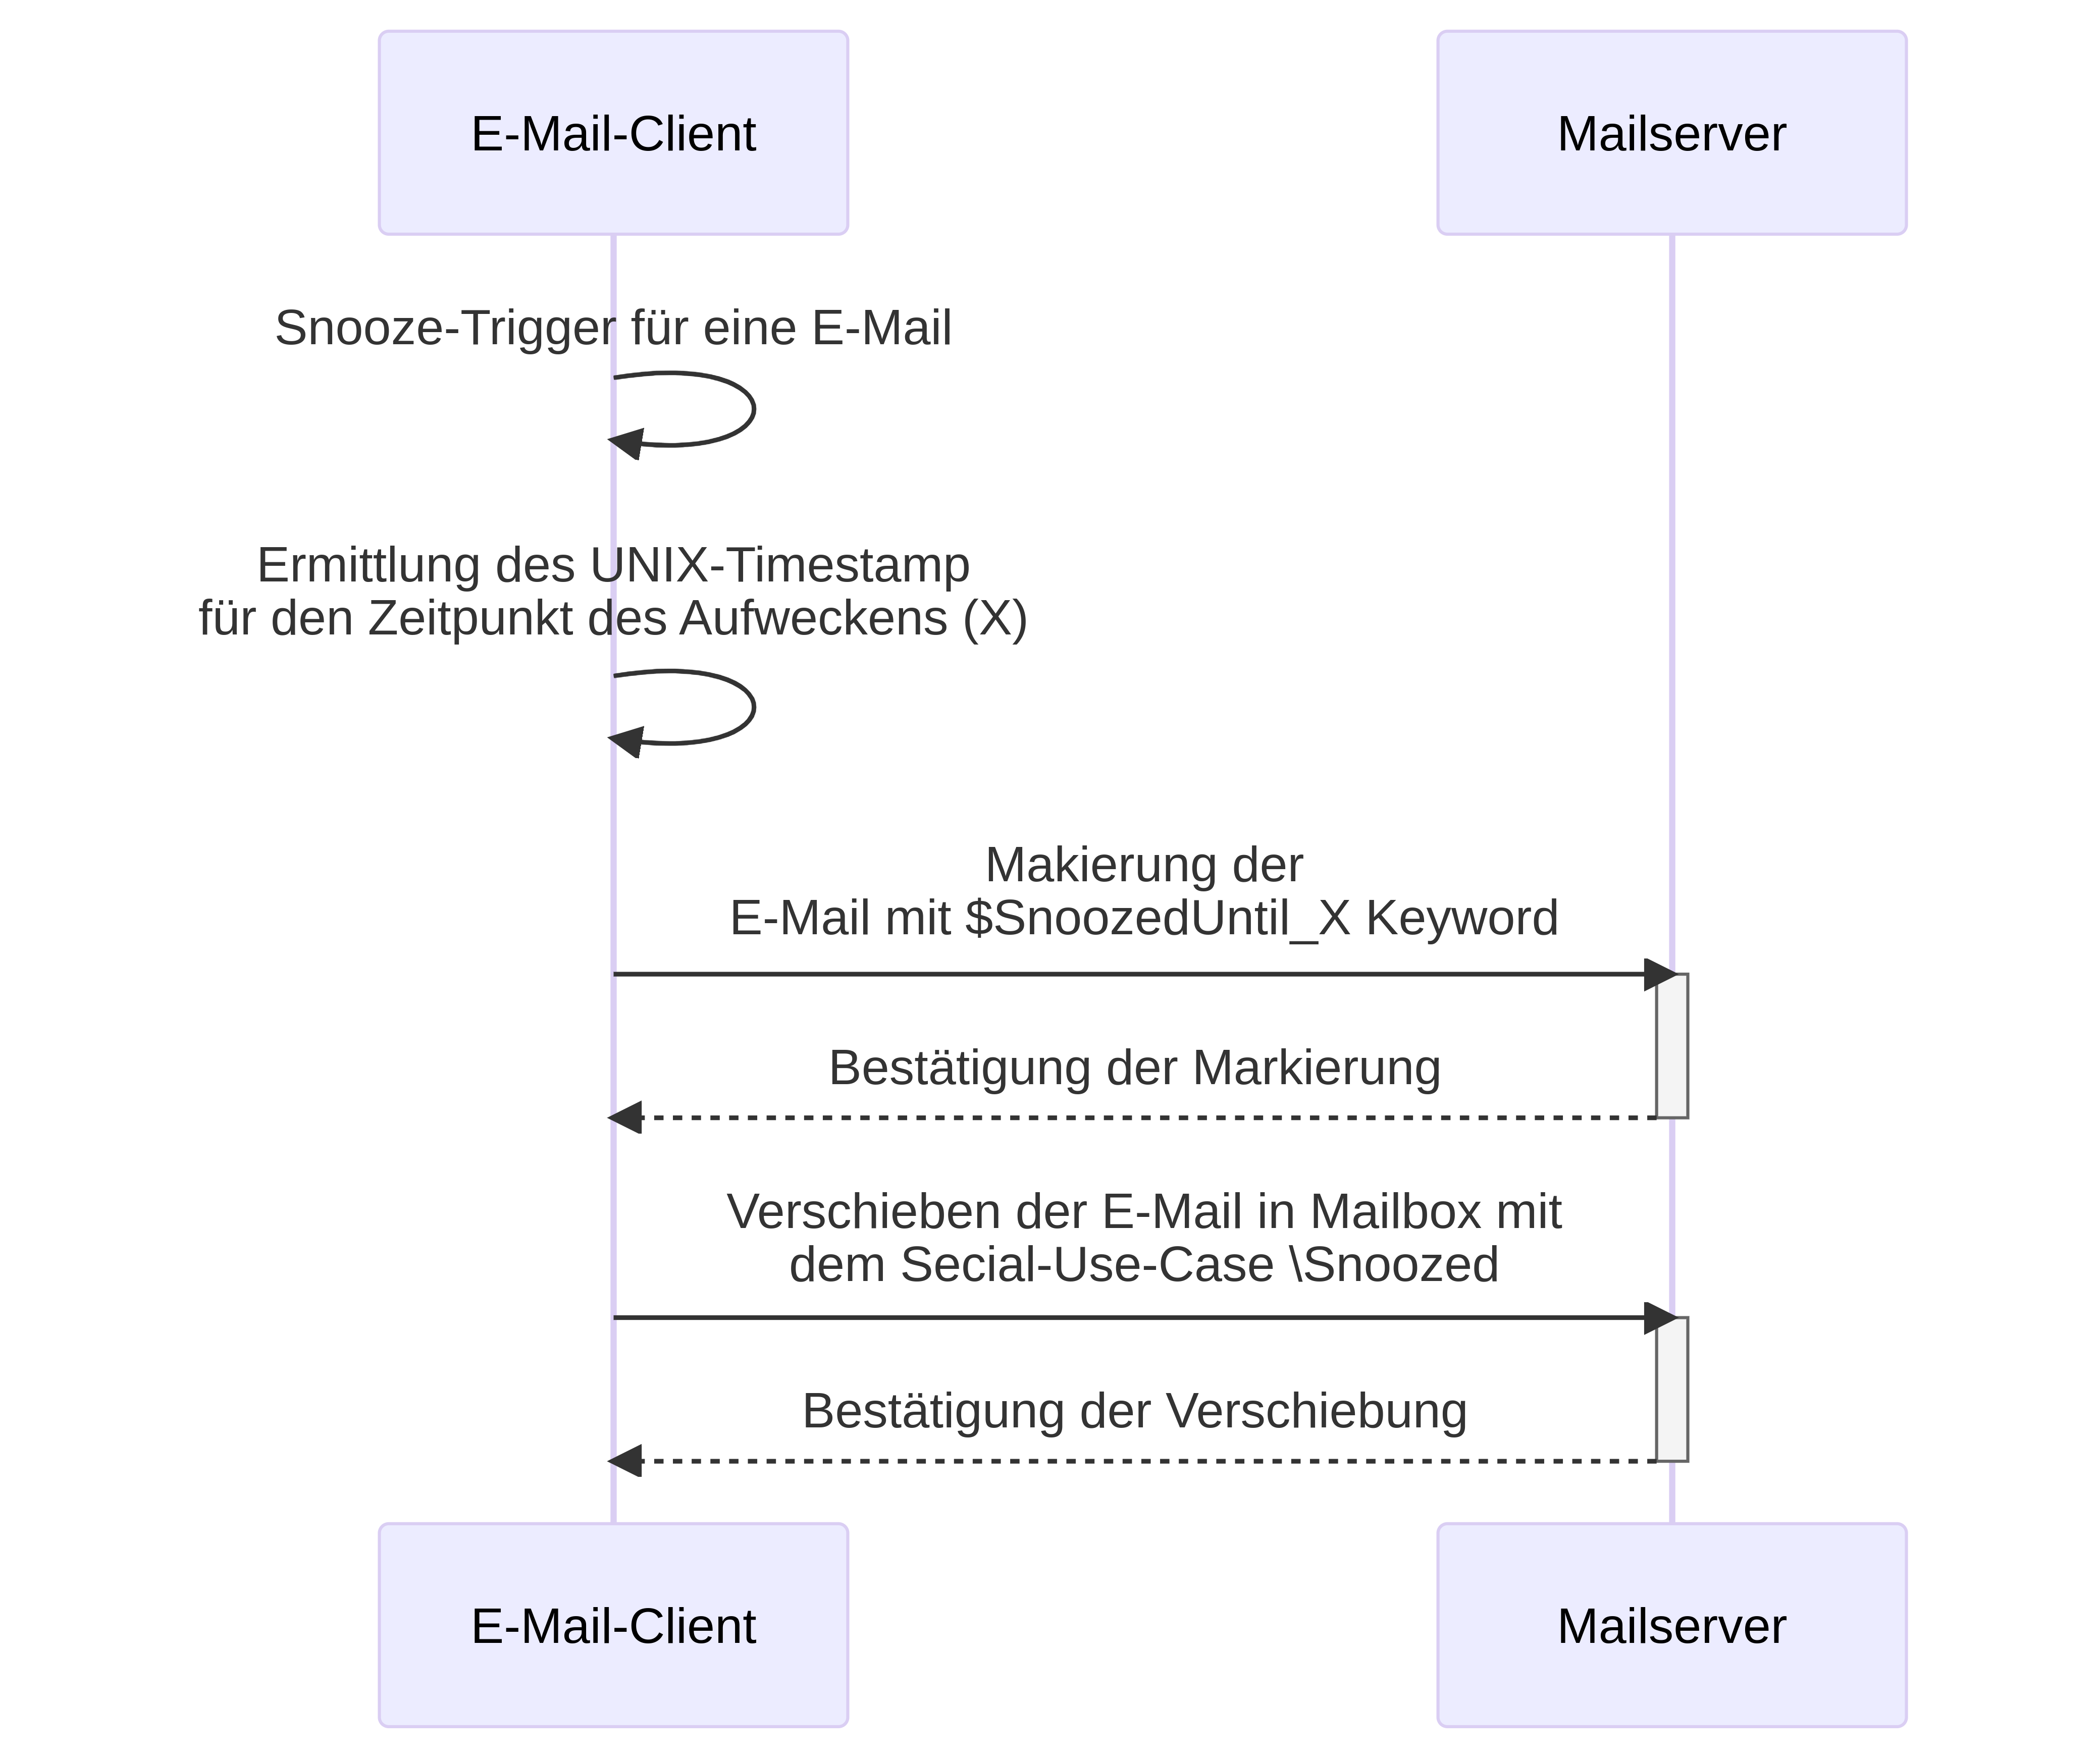 E-Mail-Client
Mailserver
Snooze-Trigger für eine E-Mail
Ermittlung des UNIX-Timestamp
für den Zeitpunkt des Aufweckens (X)
Makierung der
E-Mail mit $SnoozedUntil_X Keyword
Bestätigung der Markierung
Verschieben der E-Mail in Mailbox mit
dem Secial-Use-Case \Snoozed
Bestätigung der Verschiebung
E-Mail-Client
Mailserver